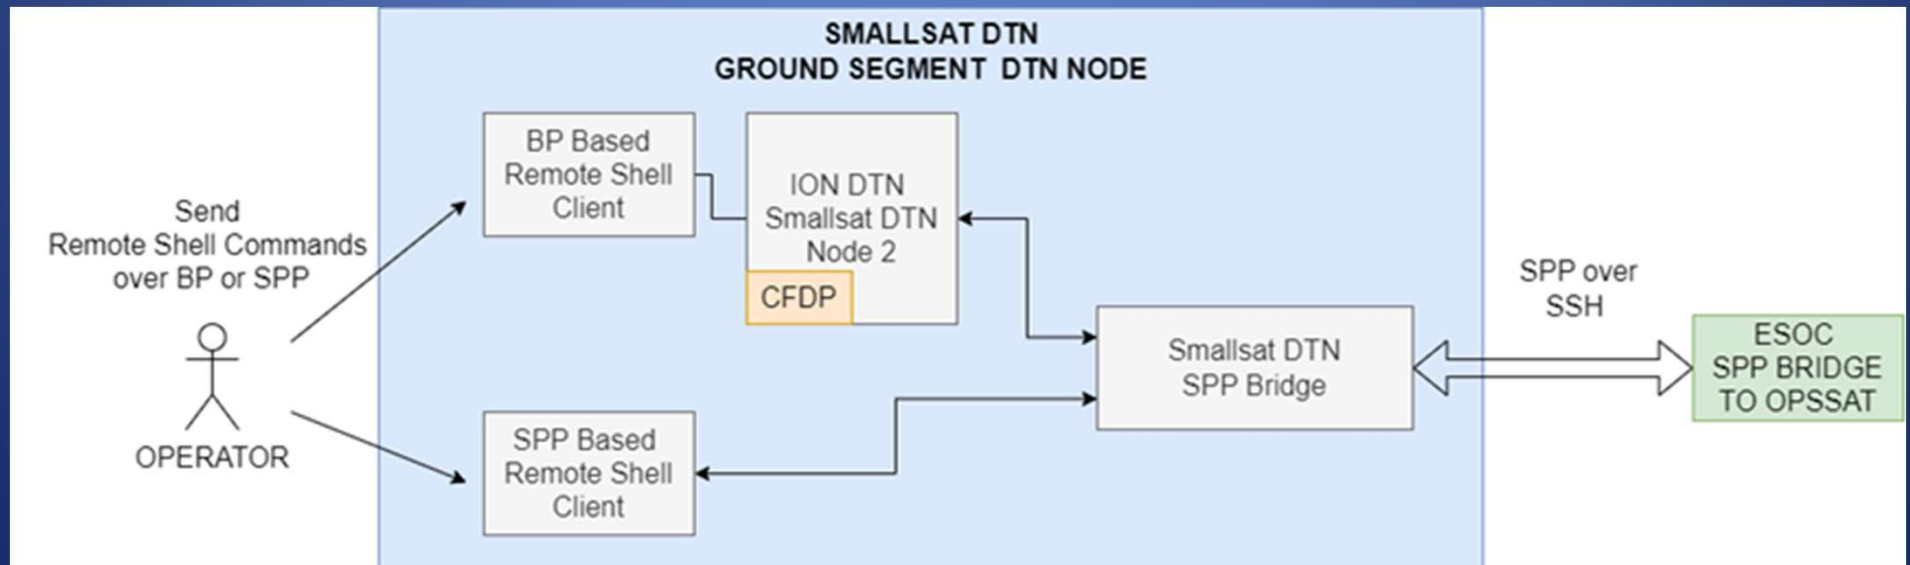 SMALLSAT DTN
GROUND SEGMENT DTN NODE
Send
Remote Shell Commands
over BP or SPP
OPERATOR
BP Based
Remote Shell
Client
ION DTN
Smallsat DTN
Node 2
CFDP
SPP Based
Remote Shell
Client
Smallsat DTN
SPP Bridge
SPP over
SSH
ESOC
SPP BRIDGE
TO OPSSAT